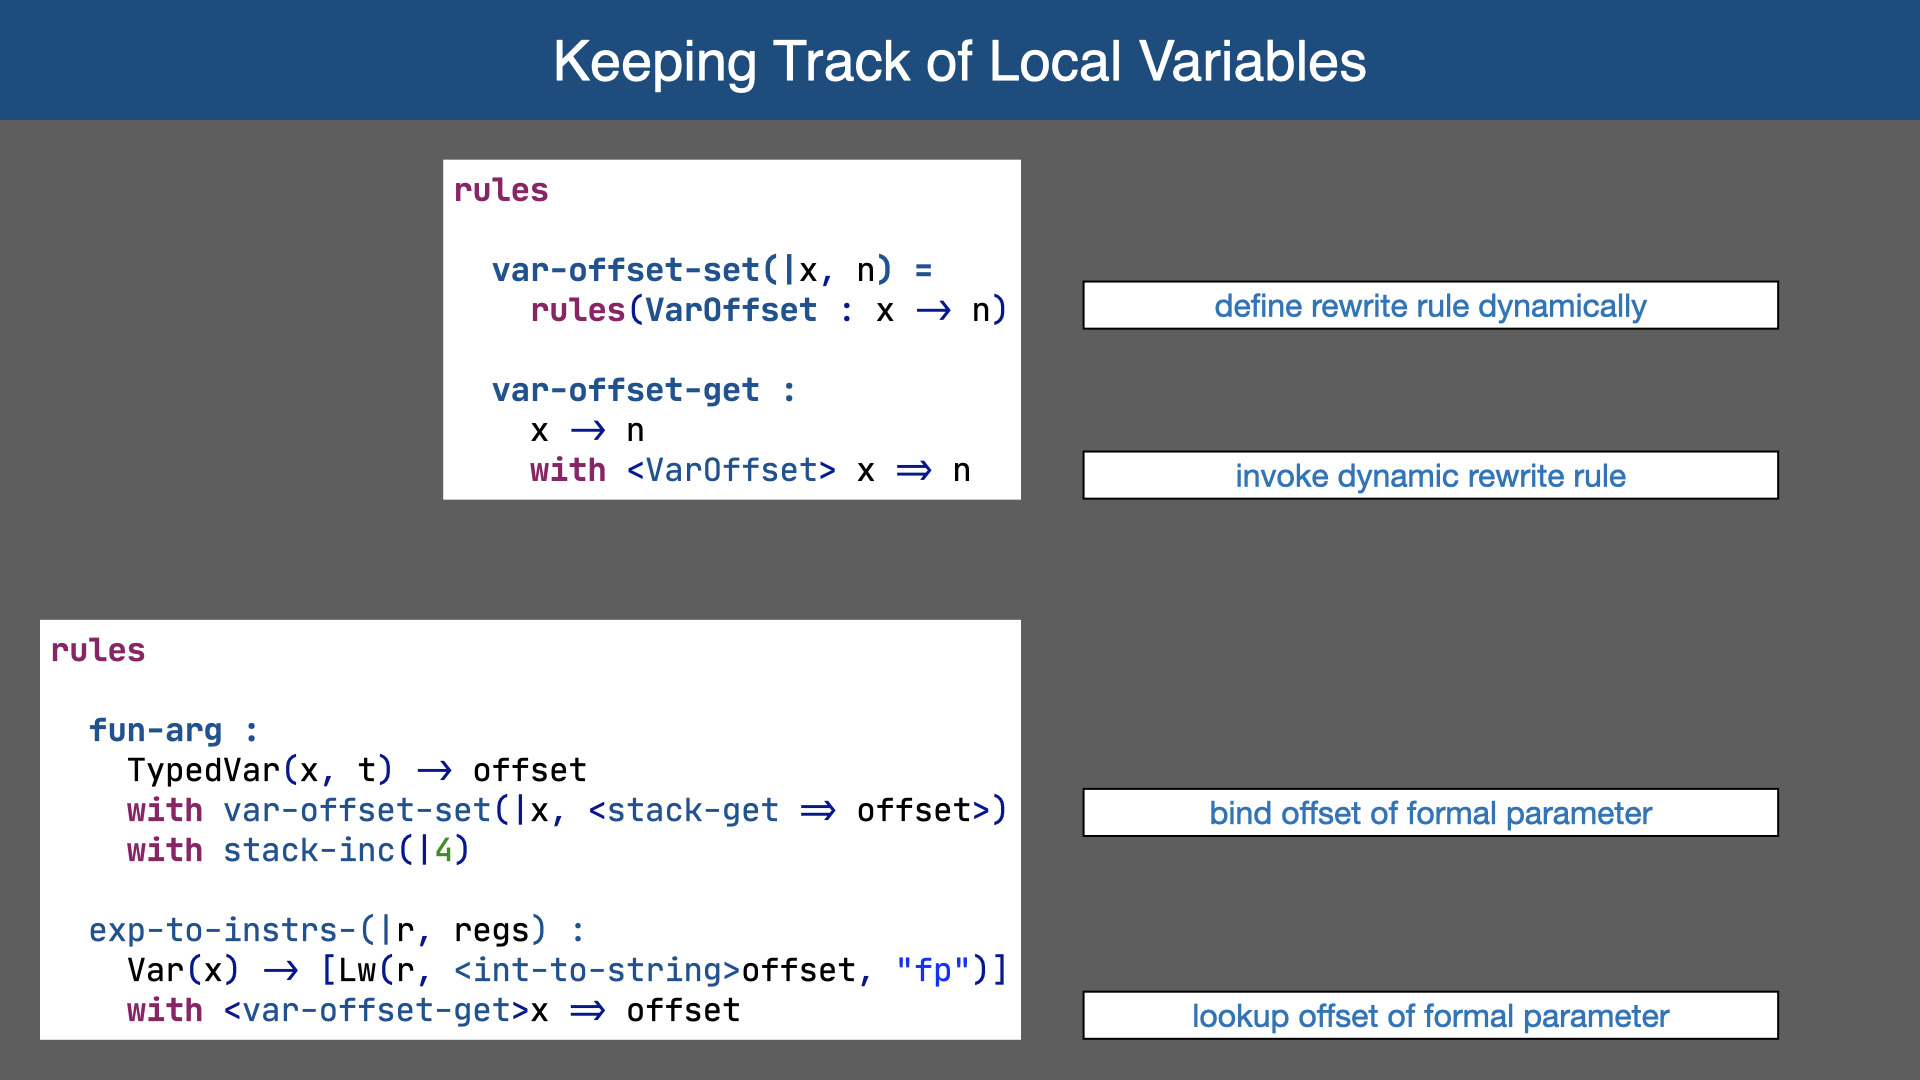 Keeping Track of Local Variables
rules
var-offset-set(|x, n) =
rules(VarOffset : x -> n)
define rewrite rule dynamically
var-offset-get :
x -> n
with <VarOffset> x => n
invoke dynamic rewrite rule
rules
fun-arg :
TypedVar(x, t) -> offset
with var-offset-set(|x, <stack-get => offset>)
bind offset of formal parameter
with stack-inc(|4)
exp-to-instrs-(|r, regs) :
Var(x) -> [Lw(r, <int-to-string>offset, "fp")]
with <var-offset-get>x => offset
lookup offset of formal parameter